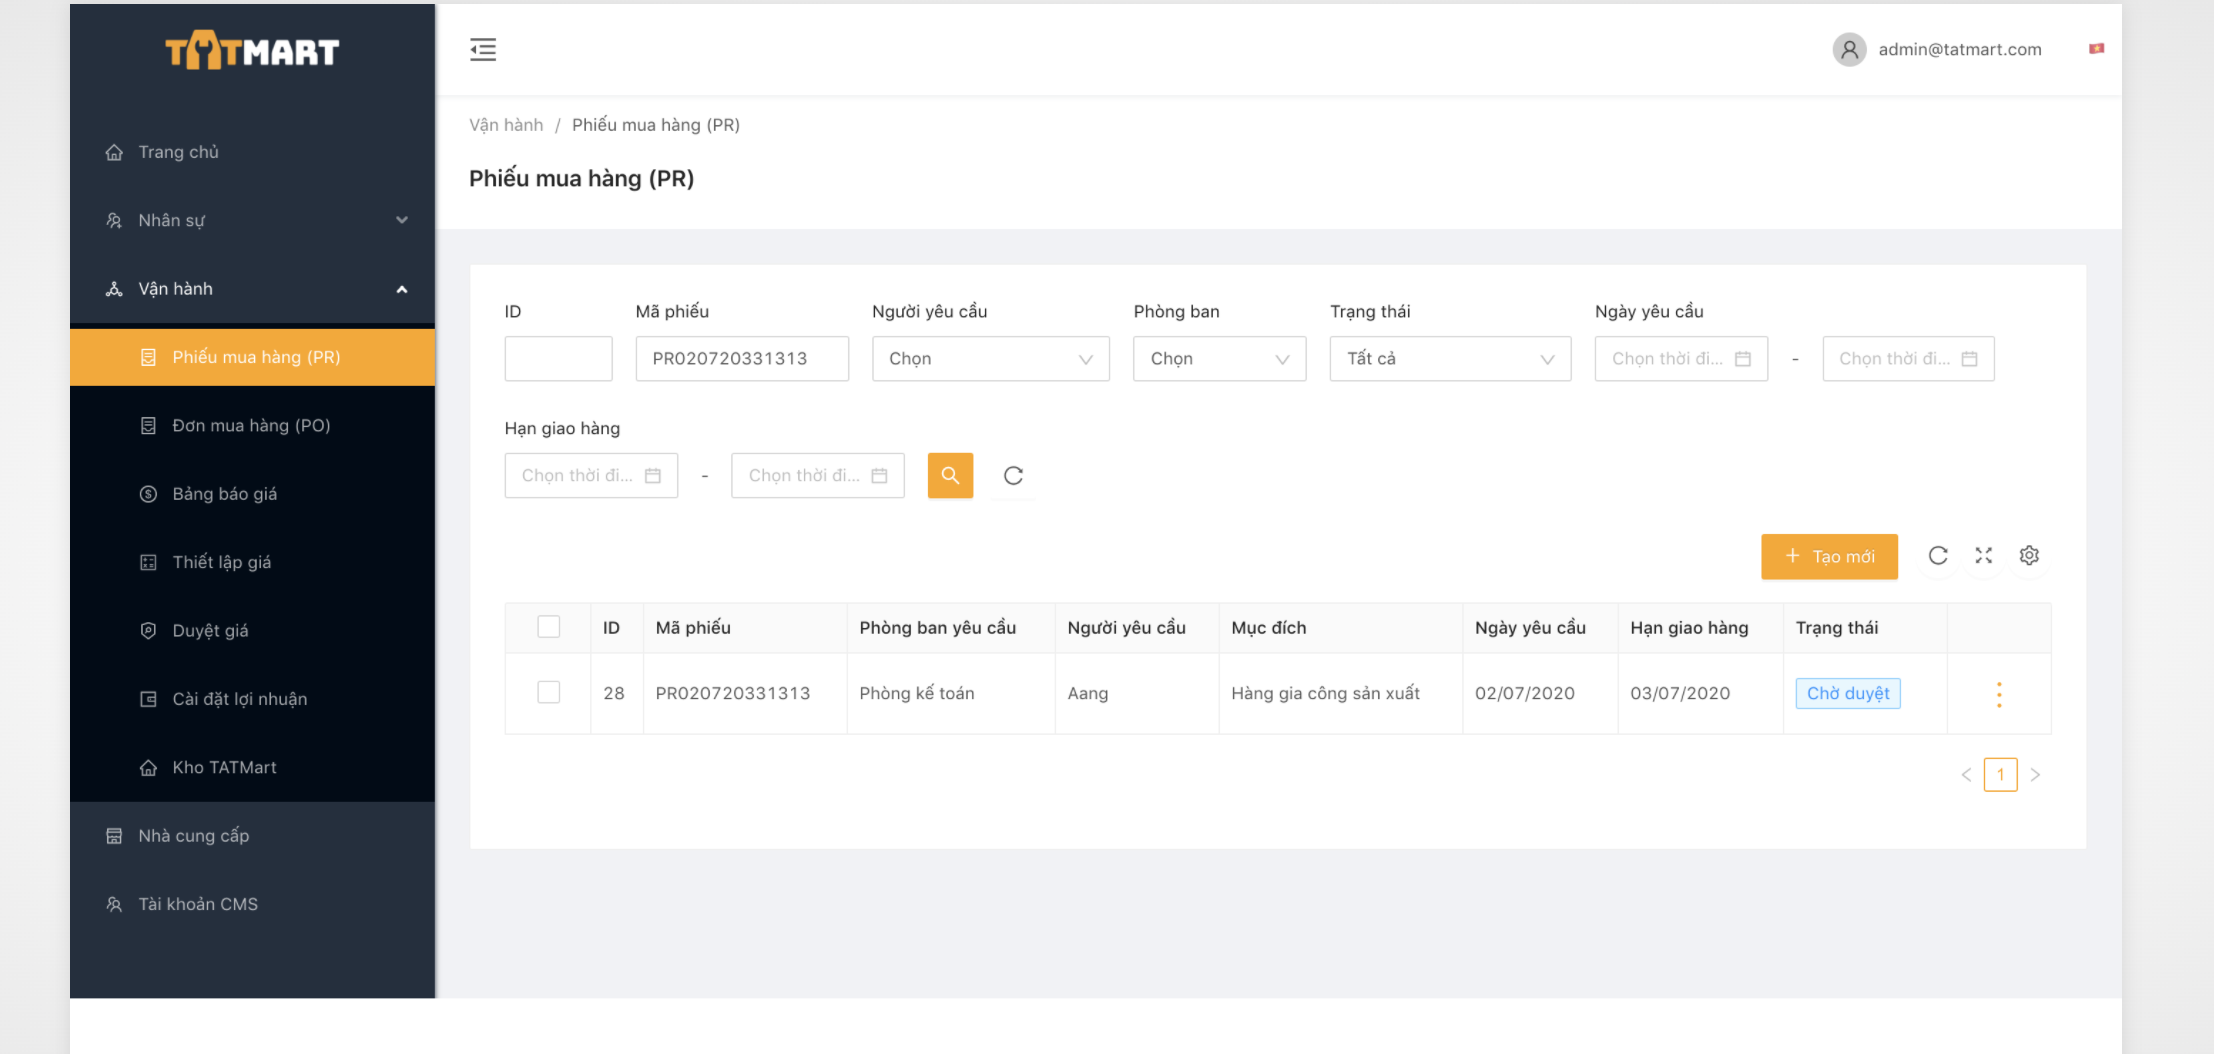 TATMART
admin@tatmart.com
Vận hành / Phiếu mua hàng (PR)
Phiếu mua hàng (PR)
Trang chủ
Nhân sự
Vận hành
Phiếu mua hàng (PR)
Đơn mua hàng (PO)
Bảng báo giá
Thiết lập giá
Duyệt giá
Cài đặt lợi nhuận
Kho TATMart
Nhà cung cấp
Tài khoản CMS
ID Mã phiếu Người yêu cầu Phòng ban Trạng thái Ngày yêu cầu
PR020720331313 Chọn Chọn Tất cả Chọn thời đi... - Chọn thời đi...
Hạn giao hàng
Chọn thời đi... - Chọn thời đi...
+ Tạo mới
ID Mã phiếu Phòng ban yêu cầu Người yêu cầu Mục đích Ngày yêu cầu Hạn giao hàng Trạng thái
28 PR020720331313 Phòng kế toán Aang Hàng gia công sản xuất 02/07/2020 03/07/2020 Chờ duyệt
< 1 >